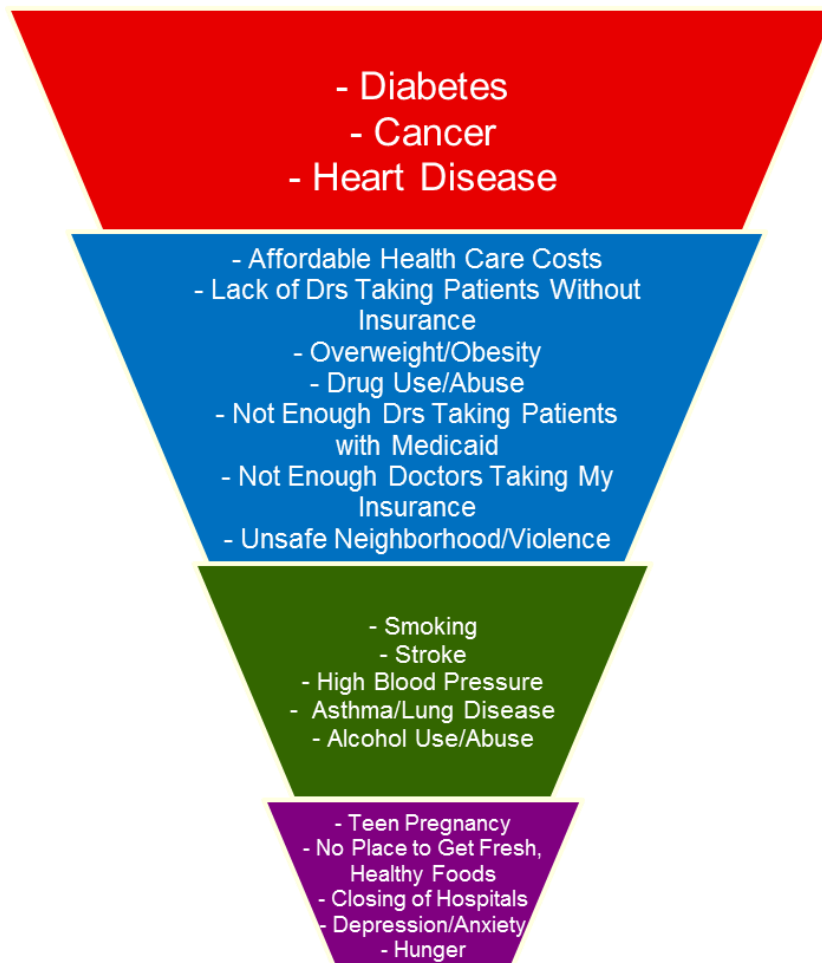 - Diabetes
- Cancer
- Heart Disease
- Affordable Health Care Costs
- Lack of Drs Taking Patients Without
Insurance
- Overweight/Obesity
- Drug Use/Abuse
- Not Enough Drs Taking Patients
with Medicaid
- Not Enough Doctors Taking My
Insurance
- Unsafe Neighborhood/Violence
- Smoking
- Stroke
- High Blood Pressure
- Asthma/Lung Disease
- Alcohol Use/Abuse
- Teen Pregnancy
- No Place to Get Fresh,
Healthy Foods
- Closing of Hospitals
- Depression/Anxiety
- Hunger